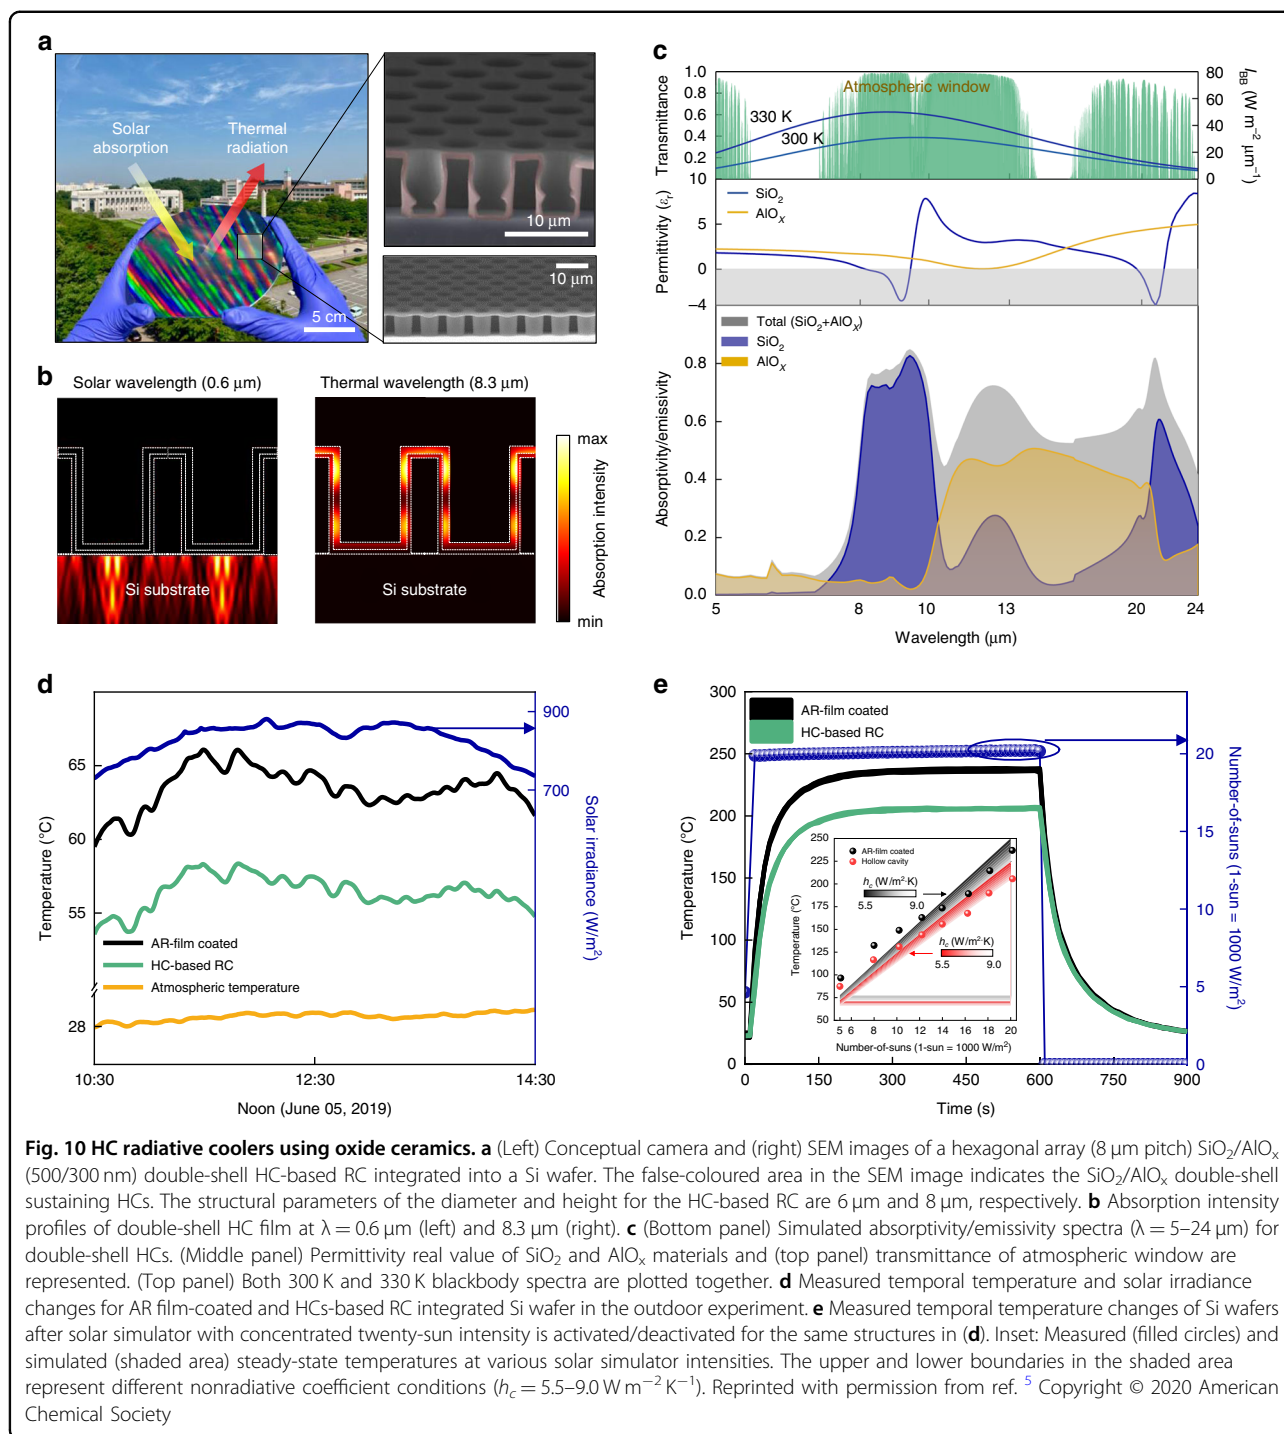 a
Solar
absorption
Thermal
radiation
5 cm
10 μm
10 μm
b
Solar wavelength (0.6 μm)
Thermal wavelength (8.3 μm)
Si substrate
Si substrate
max
Absorption intensity
min
c
Transmittance
1.0
0.8
0.6
0.4
0.2
Atmospheric window
330 K
300 K
80
60
40
20
0
I_BB (W m⁻² μm⁻¹)
Permittivity (εᵣ)
10
5
0
−4
SiO₂
AlOₓ
Absorptivity/emissivity
0.8
0.6
0.4
0.2
0.0
Total (SiO₂+AlOₓ)
SiO₂
AlOₓ
5 8 10 13 20 24
Wavelength (μm)
d
Temperature (°C)
65
60
55
28
900
700
Solar irradiance (W/m²)
AR-film coated
HC-based RC
Atmospheric temperature
10:30 12:30 14:30
Noon (June 05, 2019)
e
Temperature (°C)
300
250
200
150
100
50
0
AR-film coated
HC-based RC
20
15
10
5
0
Number-of-suns (1-sun = 1000 W/m²)
Temperature (°C)
250
225
200
175
150
125
100
75
50
AR-film coated
Hollow cavity
h_c (W/m²·K)
5.5 9.0
h_c (W/m²·K)
5.5 9.0
5 6 8 10 12 14 16 18 20
Number-of-suns (1-sun = 1000 W/m²)
0 150 300 450 600 750 900
Time (s)
Fig. 10 HC radiative coolers using oxide ceramics. a (Left) Conceptual camera and (right) SEM images of a hexagonal array (8 μm pitch) SiO₂/AlOₓ
(500/300 nm) double-shell HC-based RC integrated into a Si wafer. The false-coloured area in the SEM image indicates the SiO₂/AlOₓ double-shell
sustaining HCs. The structural parameters of the diameter and height for the HC-based RC are 6 μm and 8 μm, respectively. b Absorption intensity
profiles of double-shell HC film at λ = 0.6 μm (left) and 8.3 μm (right). c (Bottom panel) Simulated absorptivity/emissivity spectra (λ = 5–24 μm) for
double-shell HCs. (Middle panel) Permittivity real value of SiO₂ and AlOₓ materials and (top panel) transmittance of atmospheric window are
represented. (Top panel) Both 300 K and 330 K blackbody spectra are plotted together. d Measured temporal temperature and solar irradiance
changes for AR film-coated and HCs-based RC integrated Si wafer in the outdoor experiment. e Measured temporal temperature changes of Si wafers
after solar simulator with concentrated twenty-sun intensity is activated/deactivated for the same structures in (d). Inset: Measured (filled circles) and
simulated (shaded area) steady-state temperatures at various solar simulator intensities. The upper and lower boundaries in the shaded area
represent different nonradiative coefficient conditions (h_c = 5.5–9.0 W m⁻² K⁻¹). Reprinted with permission from ref. ⁵ Copyright © 2020 American
Chemical Society